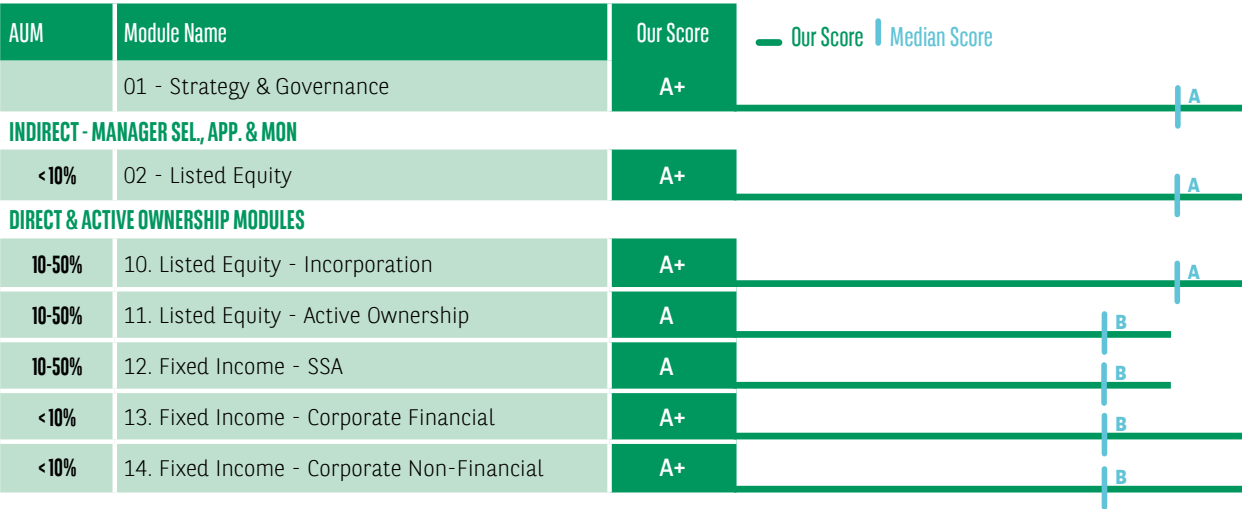 AUM Module Name Our Score Our Score Median Score
01 - Strategy & Governance A+ A
INDIRECT - MANAGER SEL., APP. & MON
<10% 02 - Listed Equity A+ A
DIRECT & ACTIVE OWNERSHIP MODULES
10-50% 10. Listed Equity - Incorporation A+ A
10-50% 11. Listed Equity - Active Ownership A B
10-50% 12. Fixed Income - SSA A B
<10% 13. Fixed Income - Corporate Financial A+ B
<10% 14. Fixed Income - Corporate Non-Financial A+ B